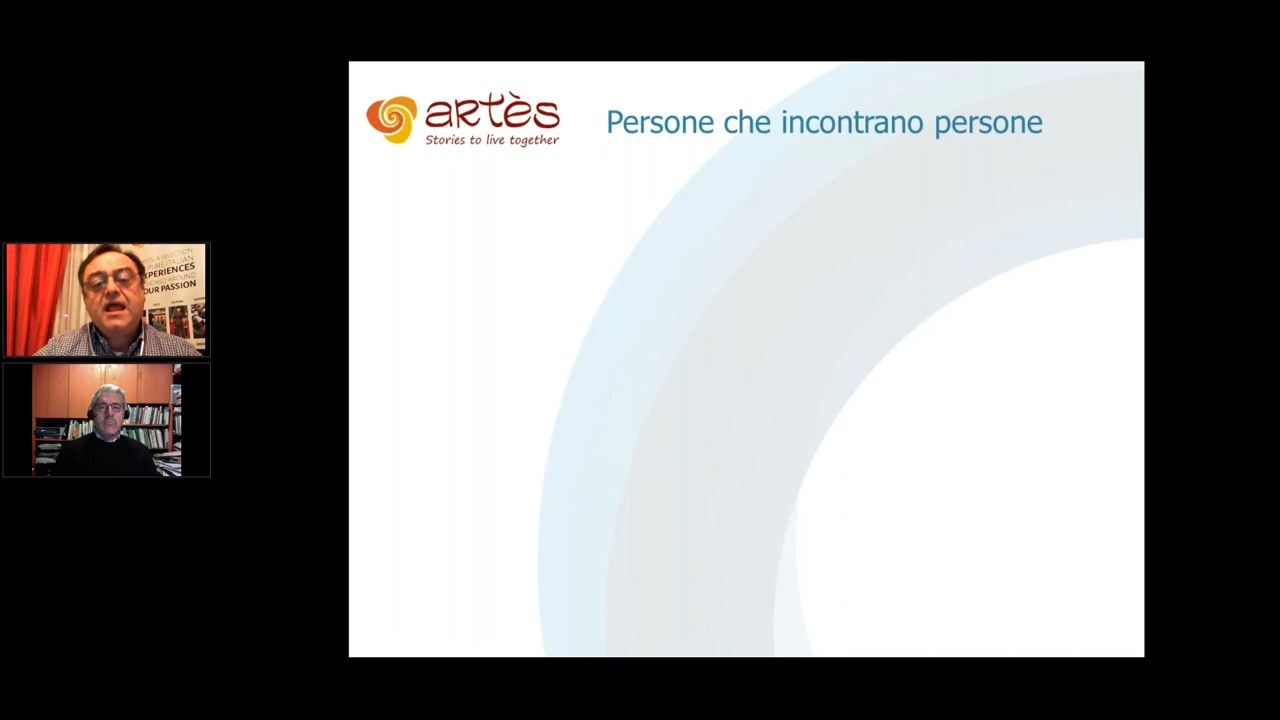 artès
Stories to live together
Persone che incontrano persone
EXPERIENCES
OUR PASSION